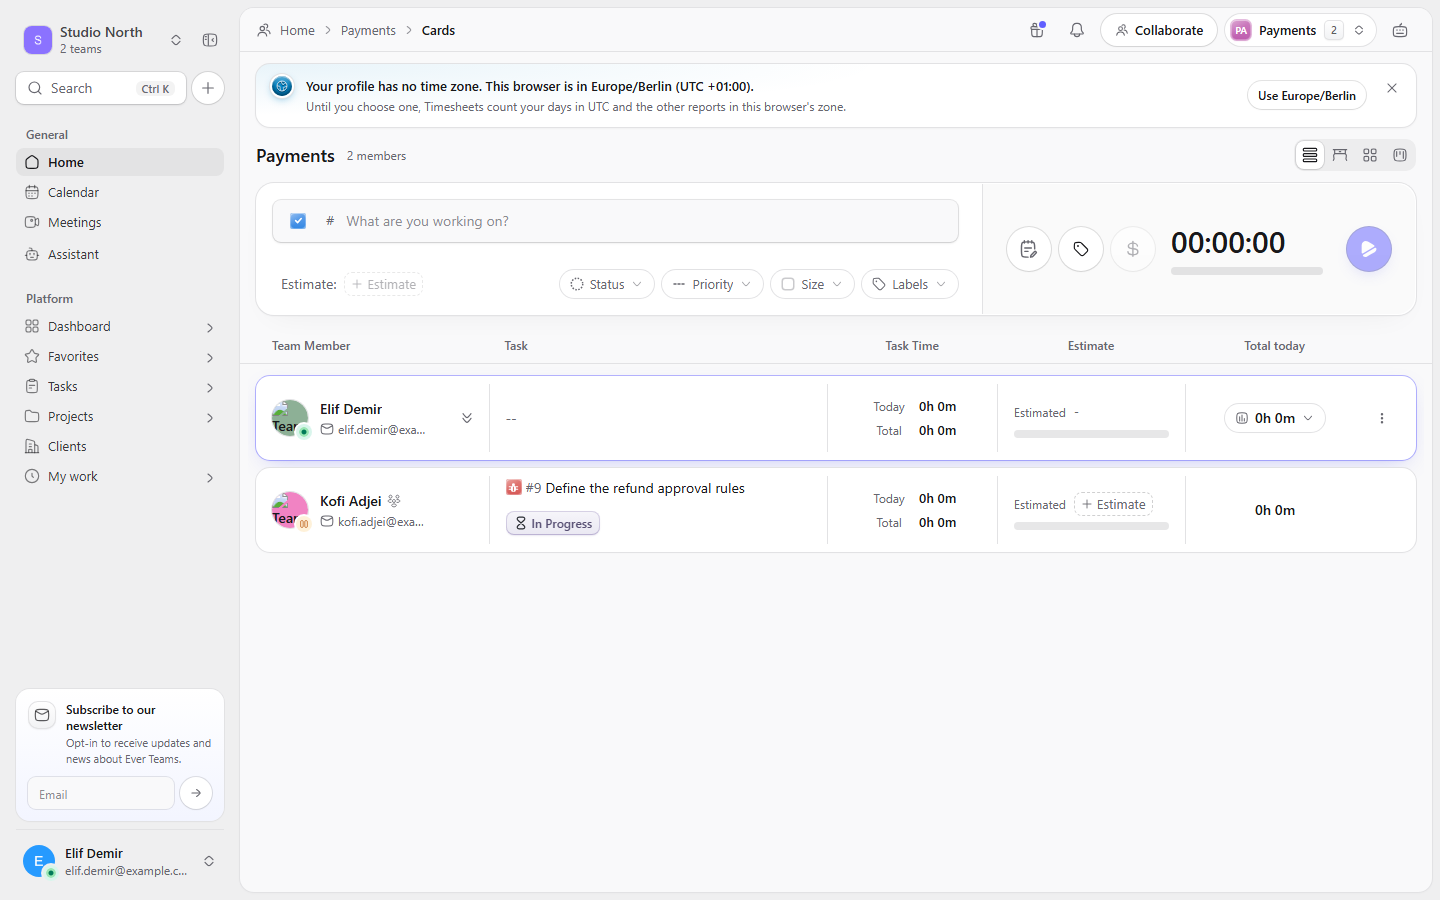 S
Studio North
2 teams
Search
Ctrl K
General
Home
Calendar
Meetings
Assistant
Platform
Dashboard
Favorites
Tasks
Projects
Clients
My work
Subscribe to our
newsletter
Opt-in to receive updates and
news about Ever Teams.
Email
E
Elif Demir
elif.demir@example.c...
Home
Payments
Cards
Collaborate
PA
Payments
2
Your profile has no time zone. This browser is in Europe/Berlin (UTC +01:00).
Until you choose one, Timesheets count your days in UTC and the other reports in this browser's zone.
Use Europe/Berlin
Payments
2 members
# What are you working on?
Estimate:
+ Estimate
Status
Priority
Size
Labels
$
00:00:00
Team Member
Task
Task Time
Estimate
Total today
Elif Demir
elif.demir@exa...
--
Today 0h 0m
Total 0h 0m
Estimated -
0h 0m
Kofi Adjei
kofi.adjei@exa...
#9 Define the refund approval rules
In Progress
Today 0h 0m
Total 0h 0m
Estimated + Estimate
0h 0m